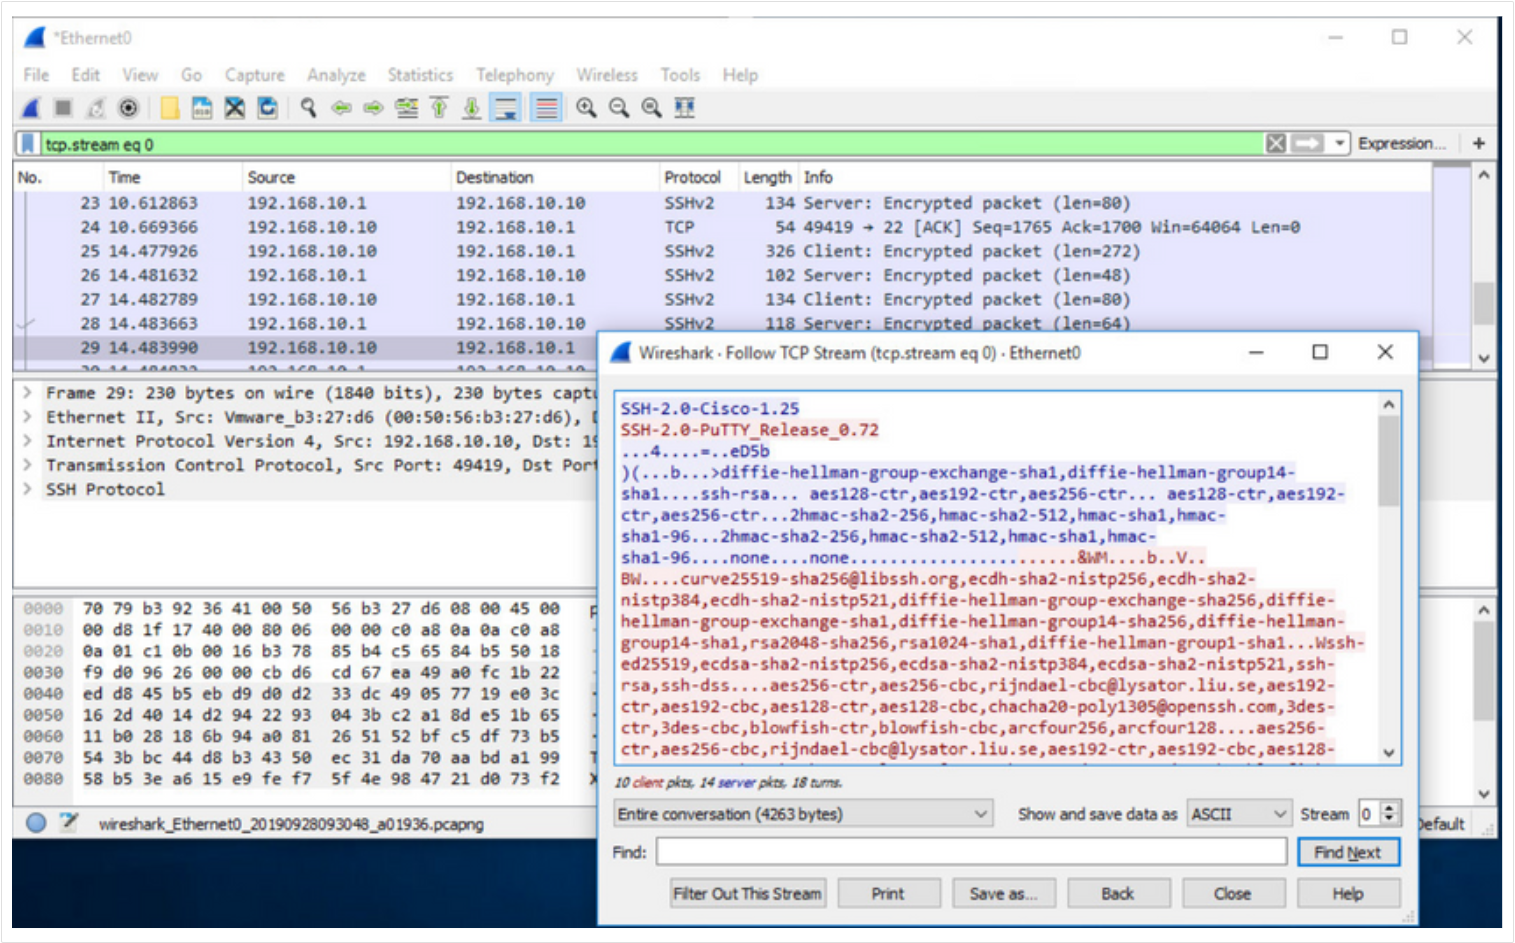 *Ethernet0
File Edit View Go Capture Analyze Statistics Telephony Wireless Tools Help
tcp.stream eq 0
Expression... +
No. Time Source Destination Protocol Length Info
23 10.612863 192.168.10.1 192.168.10.10 SSHv2 134 Server: Encrypted packet (len=80)
24 10.669366 192.168.10.10 192.168.10.1 TCP 54 49419 → 22 [ACK] Seq=1765 Ack=1700 Win=64064 Len=0
25 14.477926 192.168.10.10 192.168.10.1 SSHv2 326 Client: Encrypted packet (len=272)
26 14.481632 192.168.10.1 192.168.10.10 SSHv2 102 Server: Encrypted packet (len=48)
27 14.482789 192.168.10.10 192.168.10.1 SSHv2 134 Client: Encrypted packet (len=80)
28 14.483663 192.168.10.1 192.168.10.10 SSHv2 118 Server: Encrypted packet (len=64)
29 14.483990 192.168.10.10 192.168.10.1
Frame 29: 230 bytes on wire (1840 bits), 230 bytes captu
Ethernet II, Src: Vmware_b3:27:d6 (00:50:56:b3:27:d6),
Internet Protocol Version 4, Src: 192.168.10.10, Dst: 19
Transmission Control Protocol, Src Port: 49419, Dst Port
SSH Protocol
0000 70 79 b3 92 36 41 00 50 56 b3 27 d6 08 00 45 00
0010 00 d8 1f 17 40 00 80 06 00 00 c0 a8 0a 0a c0 a8
0020 0a 01 c1 0b 00 16 b3 78 85 b4 c5 65 84 b5 50 18
0030 f9 d0 96 26 00 00 cb d6 cd 67 ea 49 a0 fc 1b 22
0040 ed d8 45 b5 eb d9 d0 d2 33 dc 49 05 77 19 e0 3c
0050 16 2d 40 14 d2 94 22 93 04 3b c2 a1 8d e5 1b 65
0060 11 b0 28 18 6b 94 a0 81 26 51 52 bf c5 df 73 b5
0070 54 3b bc 44 d8 b3 43 50 ec 31 da 70 aa bd a1 99
0080 58 b5 3e a6 15 e9 fe f7 5f 4e 98 47 21 d0 73 f2
wireshark_Ethernet0_20190928093048_a01936.pcapng
Default
Wireshark · Follow TCP Stream (tcp.stream eq 0) · Ethernet0
SSH-2.0-Cisco-1.25
SSH-2.0-PuTTY_Release_0.72
...4....=..eD5b
)(...b...>diffie-hellman-group-exchange-sha1,diffie-hellman-group14-
sha1....ssh-rsa... aes128-ctr,aes192-ctr,aes256-ctr... aes128-ctr,aes192-
ctr,aes256-ctr...2hmac-sha2-256,hmac-sha2-512,hmac-sha1,hmac-
sha1-96...2hmac-sha2-256,hmac-sha2-512,hmac-sha1,hmac-
sha1-96....none....none.........................&WM....b..V..
BW....curve25519-sha256@libssh.org,ecdh-sha2-nistp256,ecdh-sha2-
nistp384,ecdh-sha2-nistp521,diffie-hellman-group-exchange-sha256,diffie-
hellman-group-exchange-sha1,diffie-hellman-group14-sha256,diffie-hellman-
group14-sha1,rsa2048-sha256,rsa1024-sha1,diffie-hellman-group1-sha1...Wssh-
ed25519,ecdsa-sha2-nistp256,ecdsa-sha2-nistp384,ecdsa-sha2-nistp521,ssh-
rsa,ssh-dss....aes256-ctr,aes256-cbc,rijndael-cbc@lysator.liu.se,aes192-
ctr,aes192-cbc,aes128-ctr,aes128-cbc,chacha20-poly1305@openssh.com,3des-
ctr,3des-cbc,blowfish-ctr,blowfish-cbc,arcfour256,arcfour128....aes256-
ctr,aes256-cbc,rijndael-cbc@lysator.liu.se,aes192-ctr,aes192-cbc,aes128-
10 client pkts, 14 server pkts, 18 turns.
Entire conversation (4263 bytes)
Show and save data as ASCII Stream 0
Find: Find Next
Filter Out This Stream Print Save as... Back Close Help